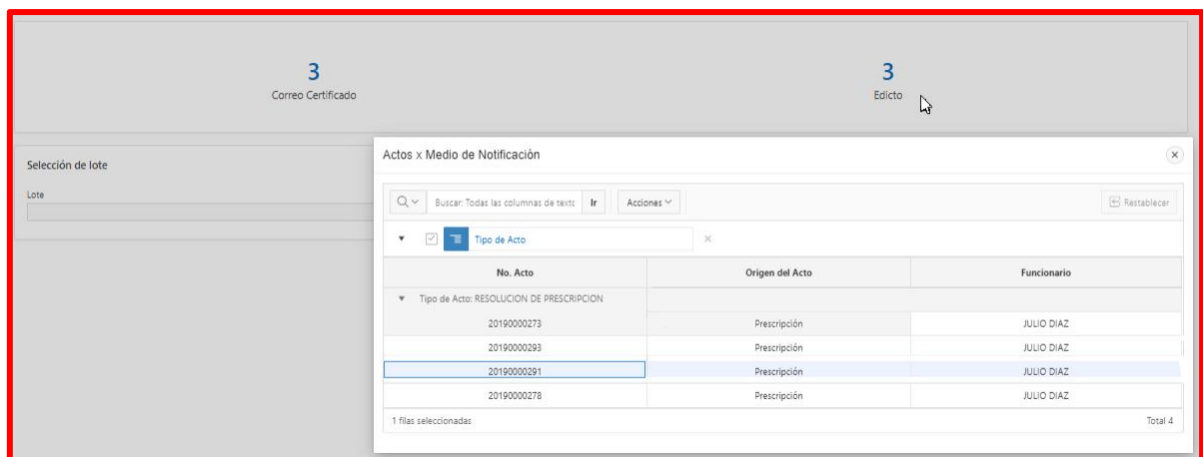 3
Correo Certificado
3
Edicto
Selección de lote
Lote
Actos x Medio de Notificación
Buscar: Todas las columnas de texto Ir Acciones Restablecer
Tipo de Acto
No. Acto Origen del Acto Funcionario
Tipo de Acto: RESOLUCION DE PRESCRIPCION
20190000273 Prescripción JULIO DIAZ
20190000293 Prescripción JULIO DIAZ
20190000291 Prescripción JULIO DIAZ
20190000278 Prescripción JULIO DIAZ
1 filas seleccionadas Total 4